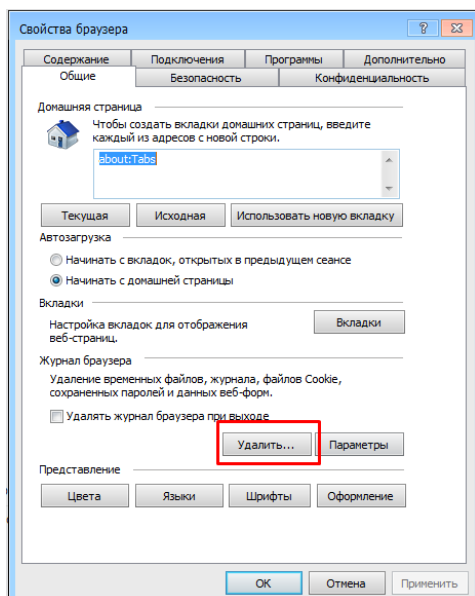 Свойства браузера
Содержание Подключения Программы Дополнительно
Общие Безопасность Конфиденциальность
Домашняя страница
Чтобы создать вкладки домашних страниц, введите
каждый из адресов с новой строки.
about:Tabs
Текущая Исходная Использовать новую вкладку
Автозагрузка
Начинать с вкладок, открытых в предыдущем сеансе
Начинать с домашней страницы
Вкладки
Настройка вкладок для отображения
веб-страниц.
Вкладки
Журнал браузера
Удаление временных файлов, журнала, файлов Cookie,
сохраненных паролей и данных веб-форм.
Удалять журнал браузера при выходе
Удалить... Параметры
Представление
Цвета Языки Шрифты Оформление
ОК Отмена Применить